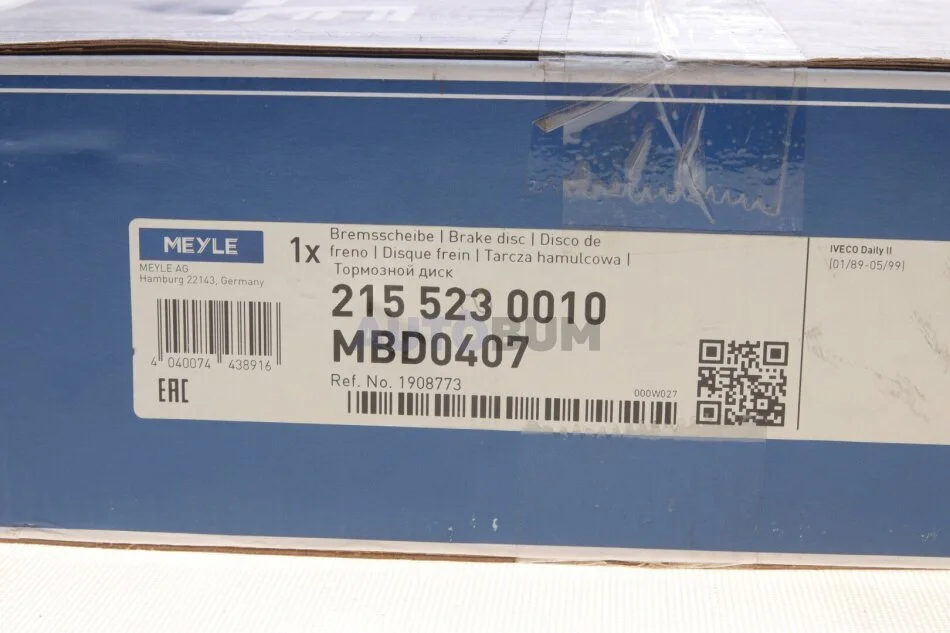 MEYLE
MEYLE AG
Hamburg 22143, Germany
4 040074 438916
EAC
1x
Bremsscheibe | Brake disc | Disco de
freno | Disque frein | Tarcza hamulcowa |
Тормозной диск
215 523 0010
AUTOBUM
MBD0407
Ref. No. 1908773
000W027
IVECO Daily II
(01/89-05/99)